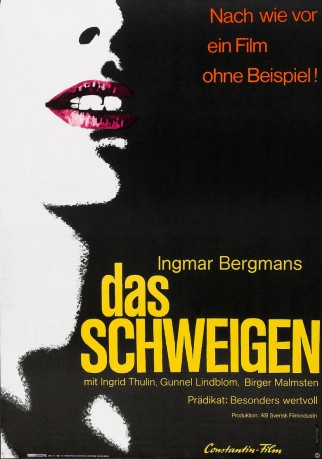 Nach wie vor
ein Film
ohne Beispiel!
Ingmar Bergmans
das
SCHWEIGEN
mit Ingrid Thulin, Gunnel Lindblom, Birger Malmsten
Prädikat: Besonders wertvoll
Produktion: AB Svensk Filmindustri
Constantin-Film